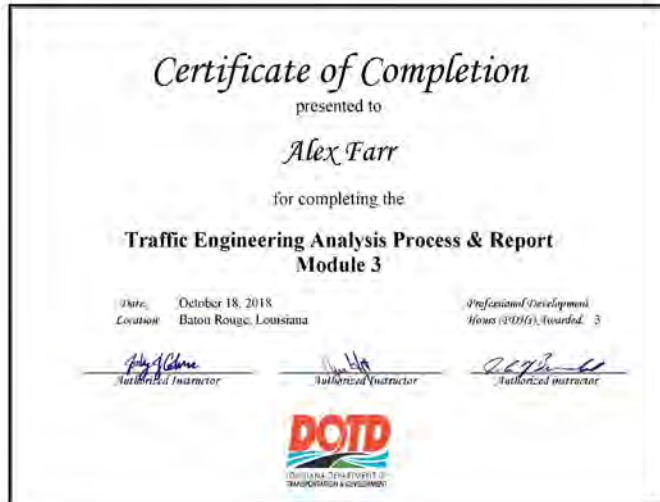 Certificate of Completion
presented to
Alex Farr
for completing the
Traffic Engineering Analysis Process & Report
Module 3
Date: October 18, 2018
Location Baton Rouge, Louisiana
Professional Development
Hours (PDH(s) Awarded 3
Authorized Instructor
Authorized Instructor
Authorized instructor
DOTD
LOUISIANA DEPARTMENT OF
TRANSPORTATION & DEVELOPMENT